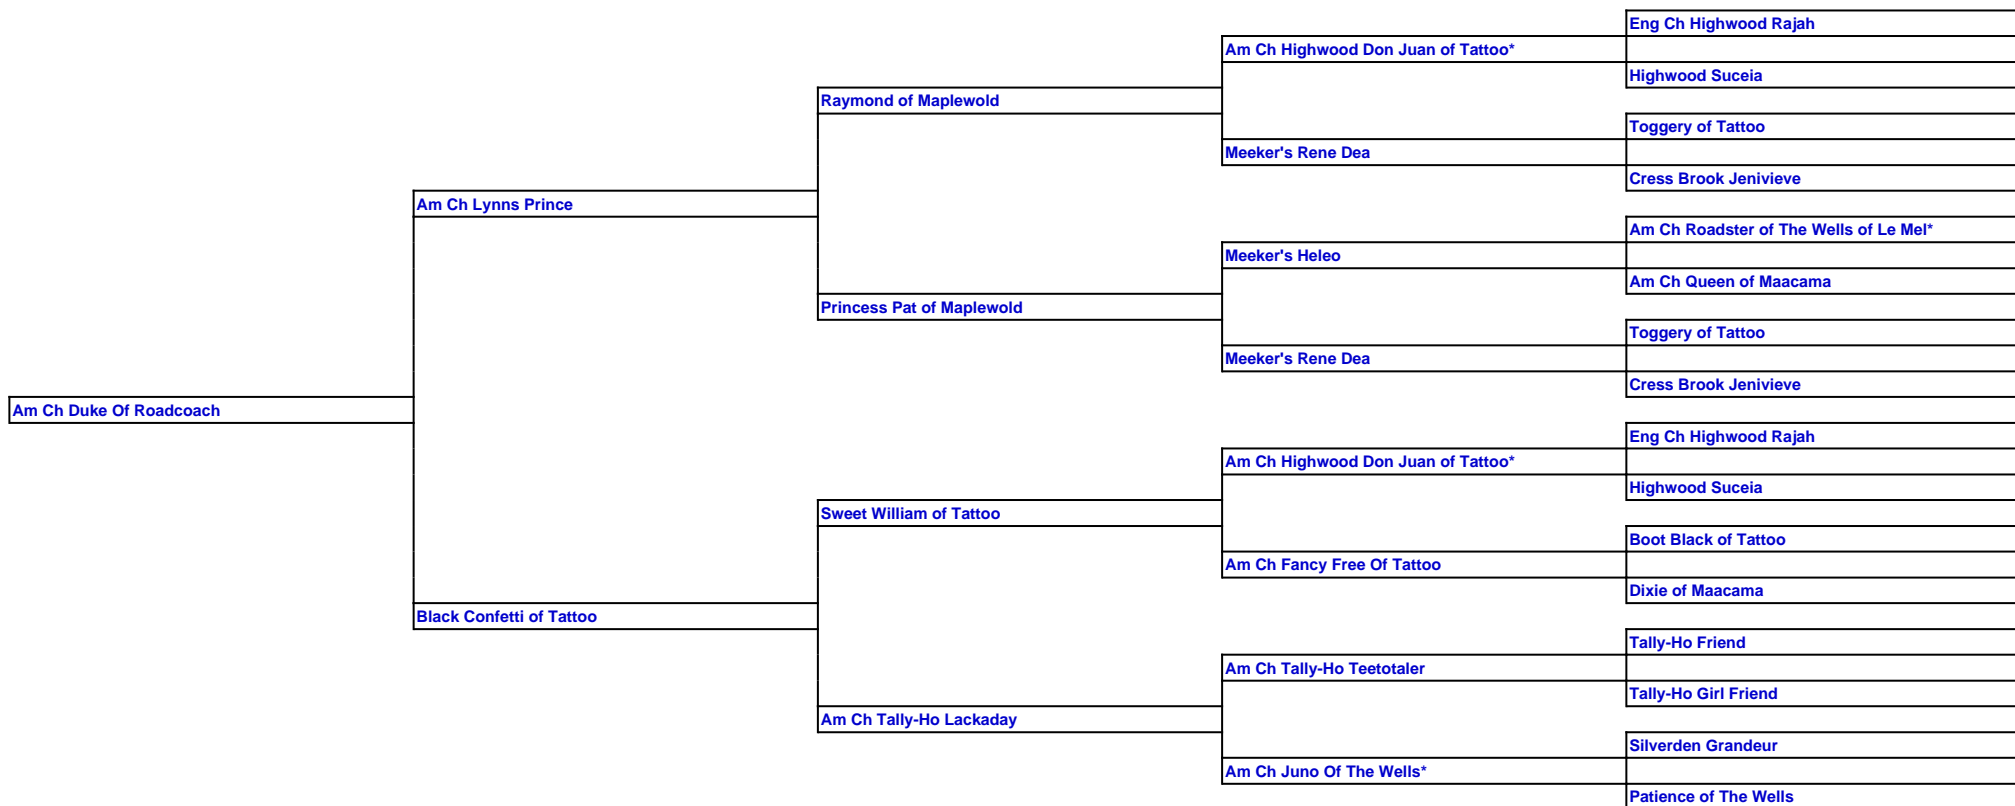 Eng Ch Highwood Rajah
Am Ch Highwood Don Juan of Tattoo*
Highwood Suceia
Raymond of Maplewold
Toggery of Tattoo
Meeker's Rene Dea
Cress Brook Jenivieve
Am Ch Lynns Prince
Am Ch Roadster of The Wells of Le Mel*
Meeker's Heleo
Am Ch Queen of Maacama
Princess Pat of Maplewold
Toggery of Tattoo
Meeker's Rene Dea
Cress Brook Jenivieve
Am Ch Duke Of Roadcoach
Eng Ch Highwood Rajah
Am Ch Highwood Don Juan of Tattoo*
Highwood Suceia
Sweet William of Tattoo
Boot Black of Tattoo
Am Ch Fancy Free Of Tattoo
Dixie of Maacama
Black Confetti of Tattoo
Tally-Ho Friend
Am Ch Tally-Ho Teetotaler
Tally-Ho Girl Friend
Am Ch Tally-Ho Lackaday
Silverden Grandeur
Am Ch Juno Of The Wells*
Patience of The Wells